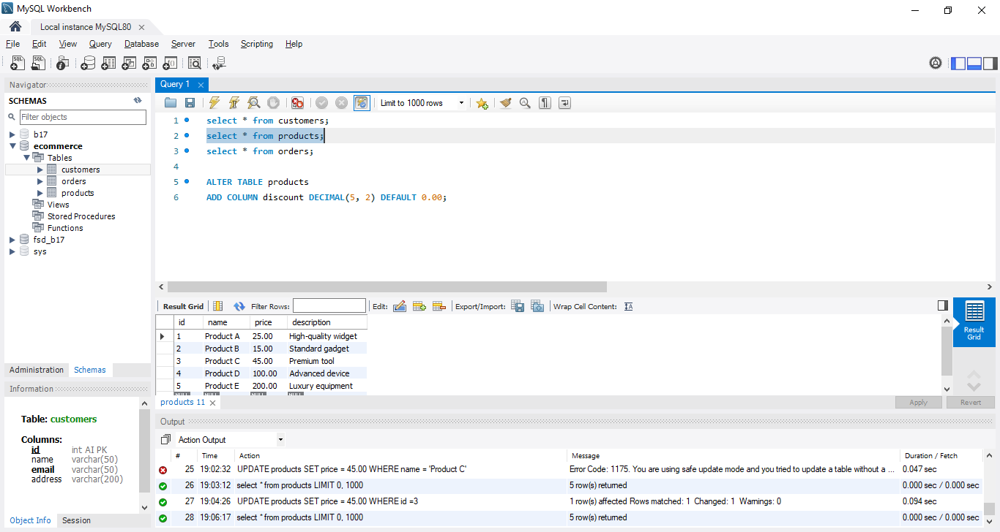 MySQL Workbench
Local instance MySQL80
File Edit View Query Database Server Tools Scripting Help
Navigator
SCHEMAS
Filter objects
b17
ecommerce
Tables
customers
orders
products
Views
Stored Procedures
Functions
fsd_b17
sys
Administration Schemas
Information
Table: customers
Columns:
id int AI PK
name varchar(50)
email varchar(50)
address varchar(200)
Object Info Session
Query 1
Limit to 1000 rows
1 select * from customers;
2 select * from products;
3 select * from orders;
4
5 ALTER TABLE products
6 ADD COLUMN discount DECIMAL(5, 2) DEFAULT 0.00;
Result Grid Filter Rows: Edit: Export/Import: Wrap Cell Content:
id name price description
1 Product A 25.00 High-quality widget
2 Product B 15.00 Standard gadget
3 Product C 45.00 Premium tool
4 Product D 100.00 Advanced device
5 Product E 200.00 Luxury equipment
NULL NULL NULL NULL
Result
Grid
products 11
Apply Revert
Output
Action Output
# Time Action Message Duration / Fetch
25 19:02:32 UPDATE products SET price = 45.00 WHERE name = 'Product C' Error Code: 1175. You are using safe update mode and you tried to update a table without a ... 0.047 sec
26 19:03:12 select * from products LIMIT 0, 1000 5 row(s) returned 0.000 sec / 0.000 sec
27 19:04:26 UPDATE products SET price = 45.00 WHERE id =3 1 row(s) affected Rows matched: 1 Changed: 1 Warnings: 0 0.094 sec
28 19:06:17 select * from products LIMIT 0, 1000 5 row(s) returned 0.000 sec / 0.000 sec